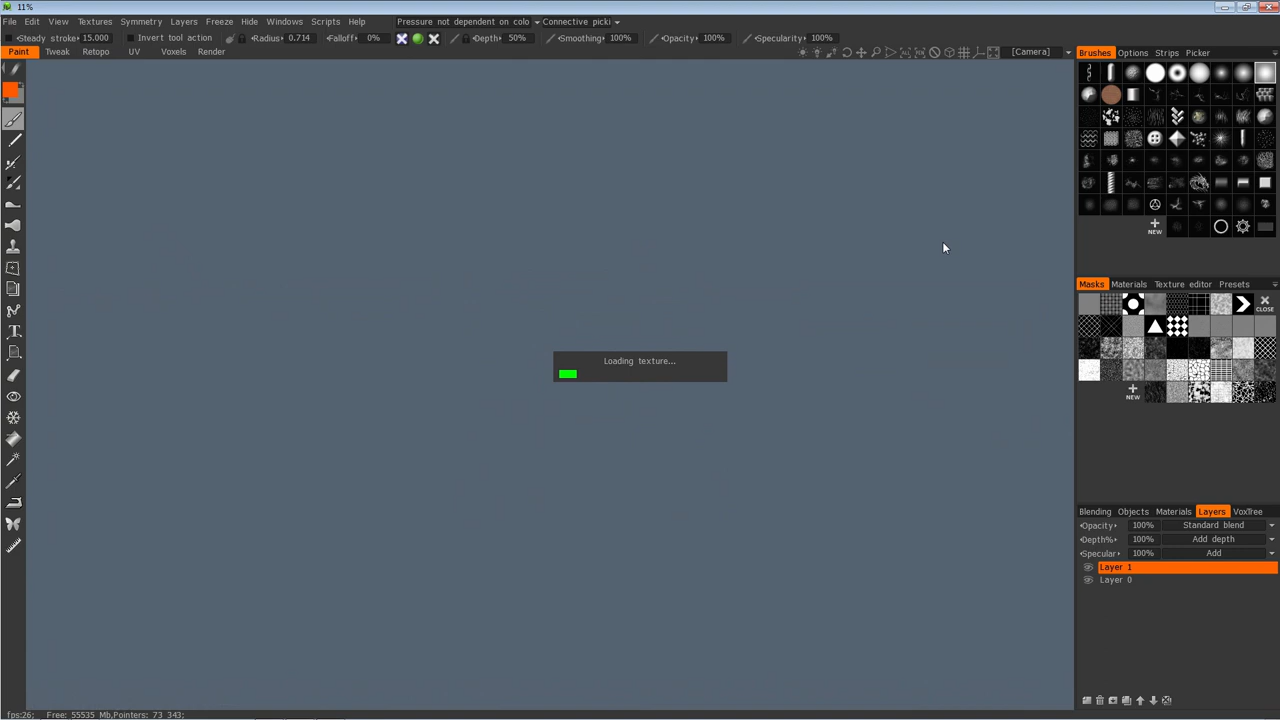 11%
File Edit View Textures Symmetry Layers Freeze Hide Windows Scripts Help Pressure not dependent on colo Connective picki
Steady stroke 15.000 Invert tool action Radius 0.714 Falloff 0% Depth 50% Smoothing 100% Opacity 100% Specularity 100%
Paint Tweak Retopo UV Voxels Render [Camera]
Brushes Options Strips Picker
NEW
Loading texture...
Masks Materials Texture editor Presets
CLOSE
NEW
Blending Objects Materials Layers VoxTree
Opacity 100% Standard blend
Depth% 100% Add depth
Specular 100% Add
Layer 1
Layer 0
fps:26; Free: 55535 Mb,Pointers: 73 343;